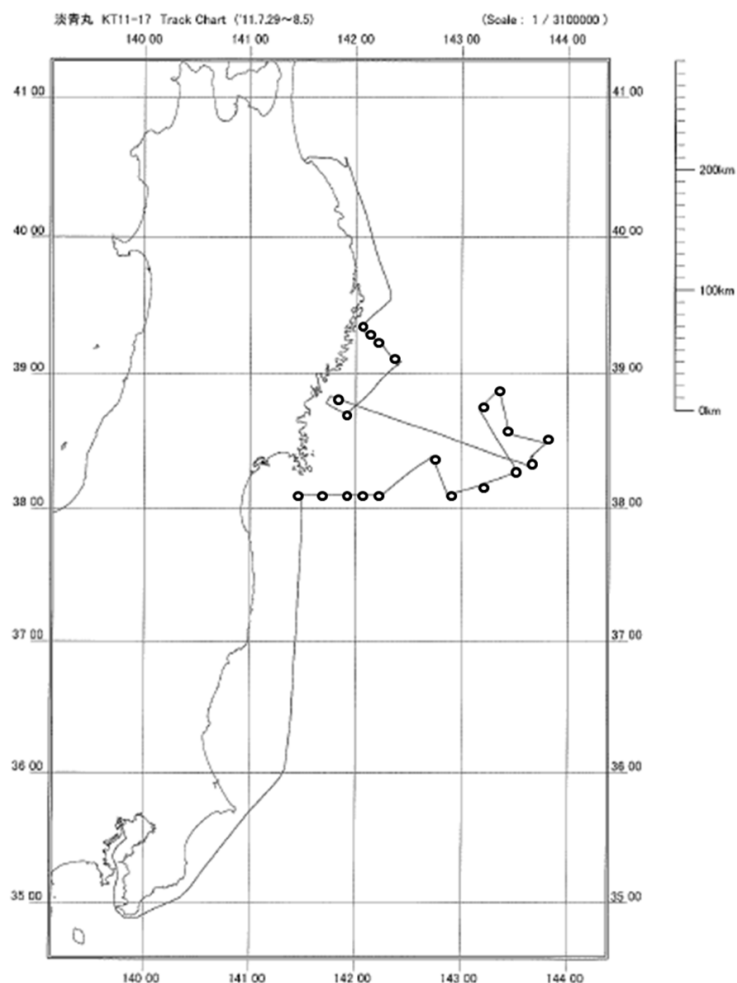 淡青丸 KT11-17 Track Chart ('11.7.29～8.5) (Scale : 1 / 3100000 )
140 00 141 00 142 00 143 00 144 00
41 00 41 00
200km
40 00 40 00
100km
39 00 39 00
0km
38 00 38 00
37 00 37 00
36 00 36 00
35 00 35 00
140 00 141 00 142 00 143 00 144 00